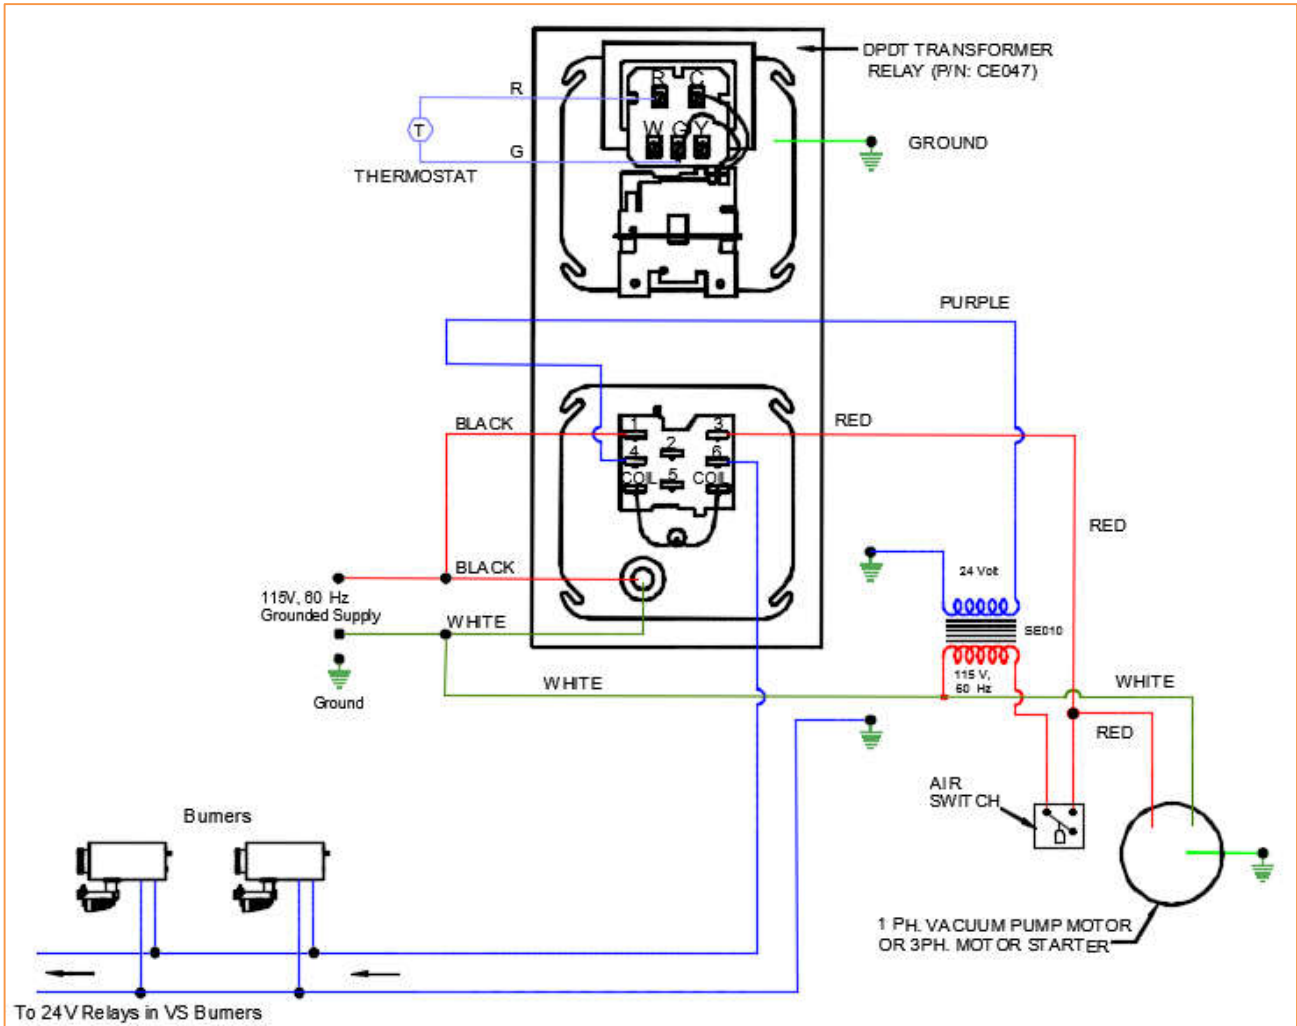 DPDT TRANSFORMER
RELAY (P/N: CE047)
R
C
R
T
W
G
Y
GROUND
G
THERMOSTAT
PURPLE
BLACK
1
3
RED
2
4
6
COIL
5
COIL
RED
BLACK
24 Volt
115V, 60 Hz
Grounded Supply
WHITE
SE010
Ground
WHITE
115 V,
60 Hz
WHITE
RED
AIR
SWITCH
Burners
1 PH. VACUUM PUMP MOTOR
OR 3PH. MOTOR STARTER
To 24V Relays in VS Burners